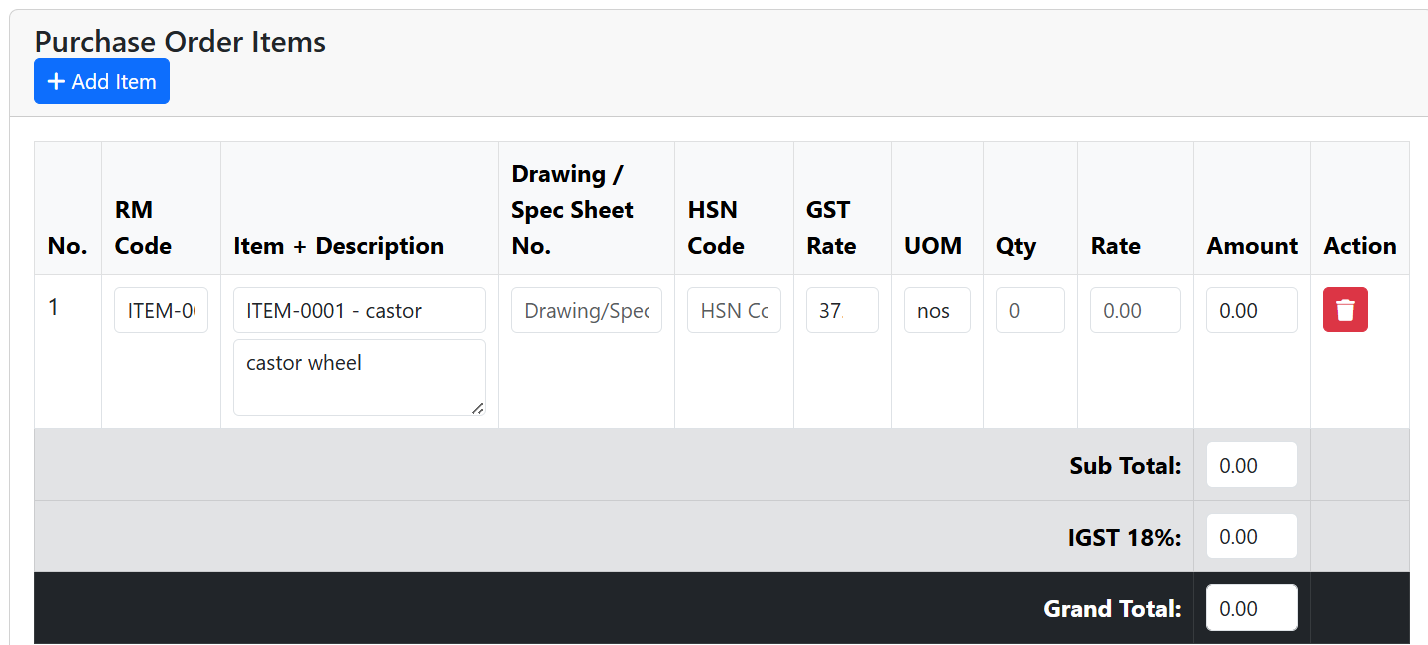 Purchase Order Items
+ Add Item
No.
RM
Code
Item + Description
Drawing /
Spec Sheet
No.
HSN
Code
GST
Rate
UOM
Qty
Rate
Amount
Action
1
ITEM-0
ITEM-0001 - castor
castor wheel
Drawing/Spec
HSN Co
37.
nos
0
0.00
0.00
Sub Total:
0.00
IGST 18%:
0.00
Grand Total:
0.00